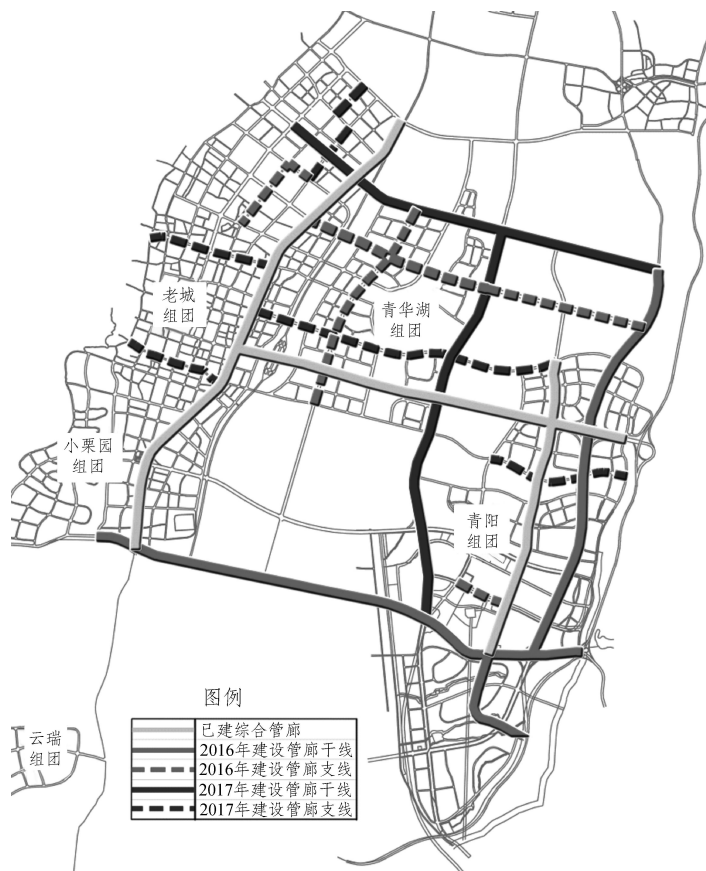 老城
组团
青华湖
组团
小栗园
组团
青阳
组团
云瑞
组团
图例
已建综合管廊
2016年建设管廊干线
2016年建设管廊支线
2017年建设管廊干线
2017年建设管廊支线